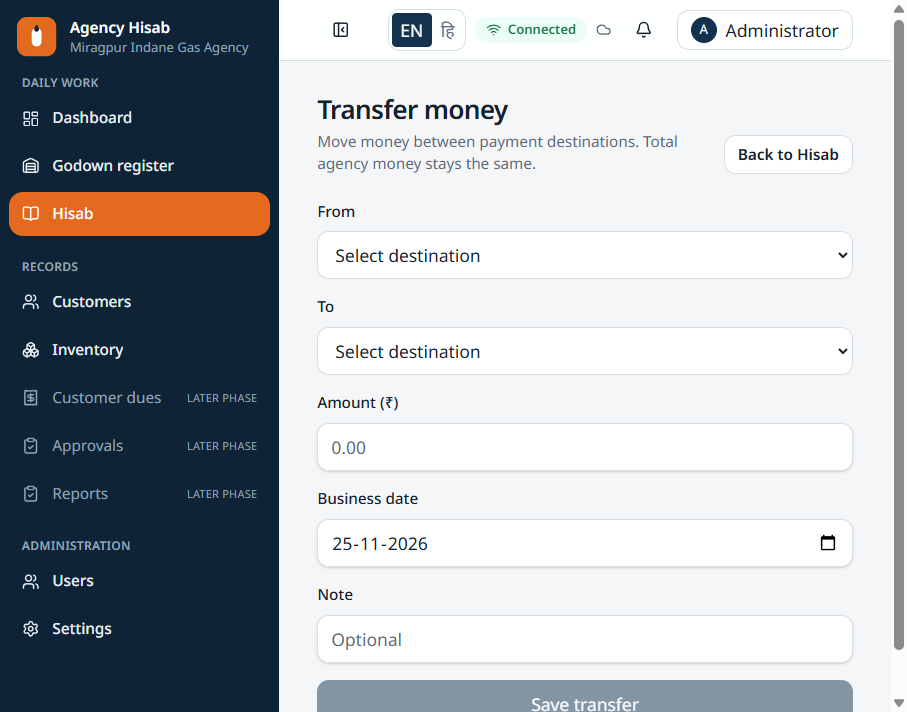 Agency Hisab
Miragpur Indane Gas Agency
DAILY WORK
Dashboard
Godown register
Hisab
RECORDS
Customers
Inventory
Customer dues LATER PHASE
Approvals LATER PHASE
Reports LATER PHASE
ADMINISTRATION
Users
Settings
EN हि Connected A Administrator
Transfer money
Move money between payment destinations. Total
agency money stays the same.
Back to Hisab
From
Select destination
To
Select destination
Amount (₹)
0.00
Business date
25-11-2026
Note
Optional
Save transfer